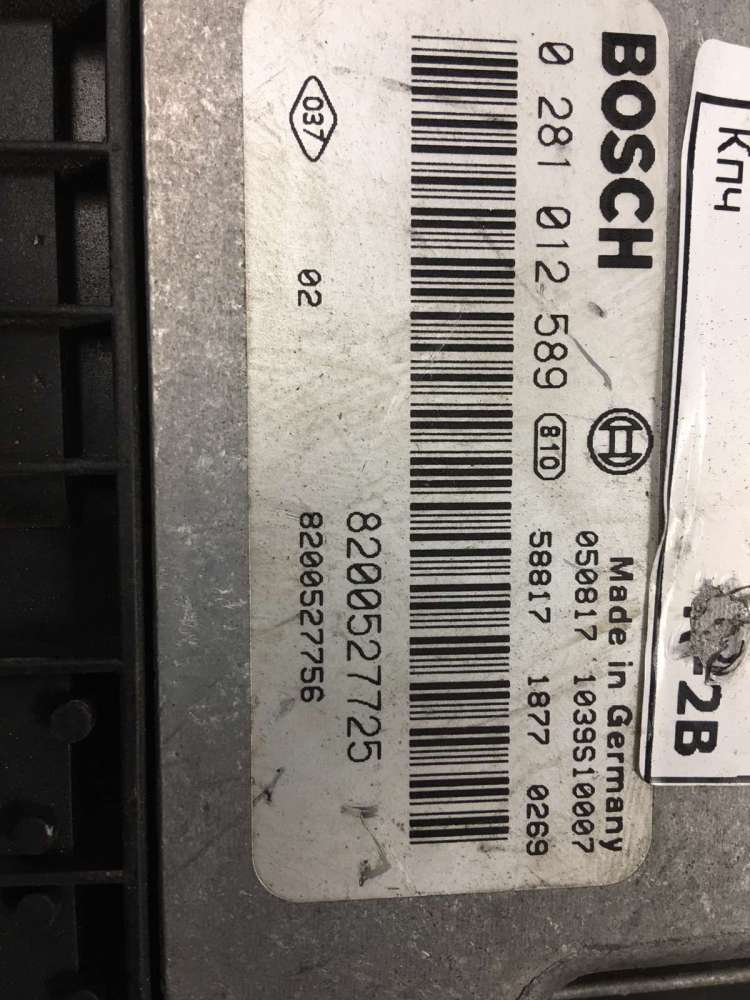 BOSCH
0 281 012 589 810
Made in Germany
050817 1039S10007
58817 1877 0269
037 02
8200527725
8200527756
КПЧ
2B